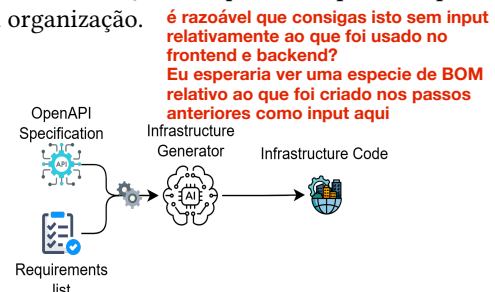 organização.
é razoável que consigas isto sem input
relativamente ao que foi usado no
frontend e backend?
Eu esperaria ver uma especie de BOM
relativo ao que foi criado nos passos
anteriores como input aqui
OpenAPI
Specification
API
Infrastructure
Generator
AI
Infrastructure Code
Requirements
list